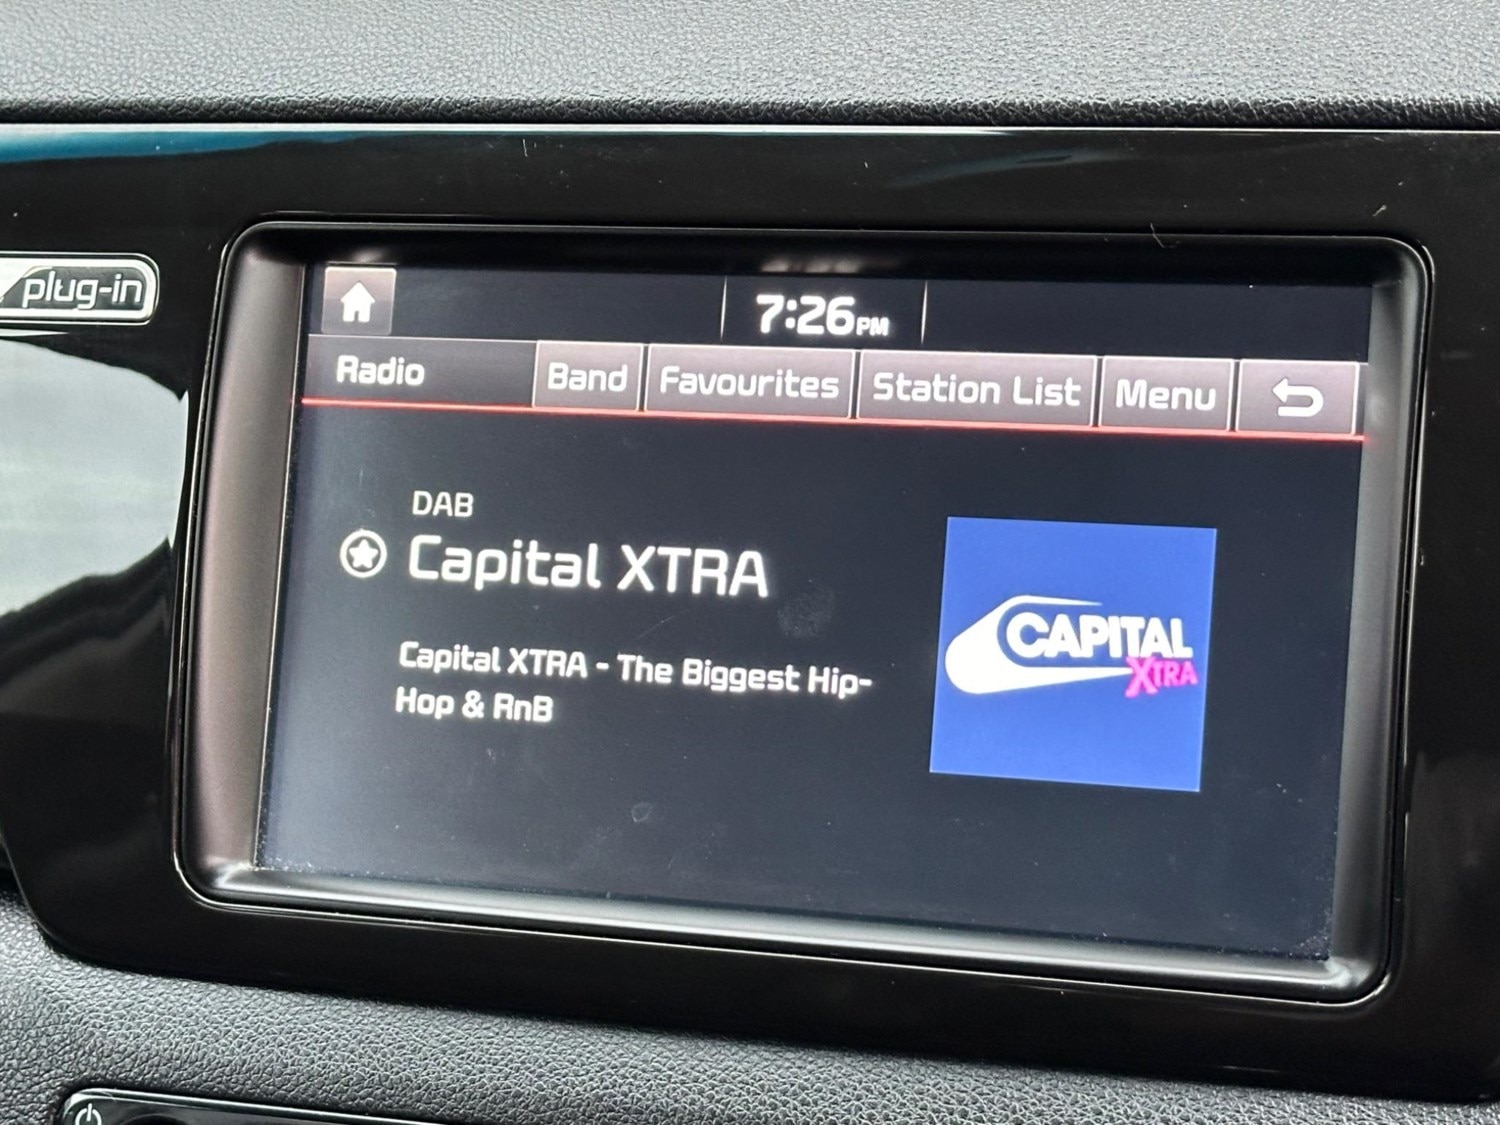 plug-in
7:26PM
Radio Band Favourites Station List Menu
DAB
Capital XTRA
Capital XTRA - The Biggest Hip-
Hop & RnB
CAPITAL
XTRA